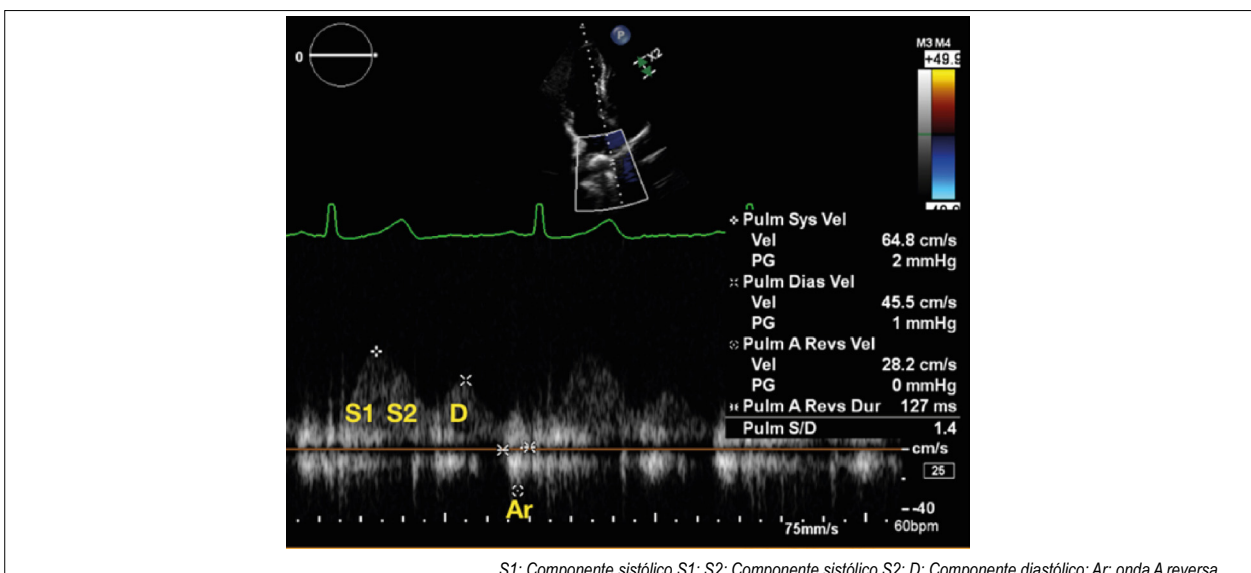 0
P
X2
M3 M4
+49.9
Pulm Sys Vel
Vel 64.8 cm/s
PG 2 mmHg
Pulm Dias Vel
Vel 45.5 cm/s
PG 1 mmHg
Pulm A Revs Vel
Vel 28.2 cm/s
PG 0 mmHg
Pulm A Revs Dur 127 ms
Pulm S/D 1.4
S1 S2 D
cm/s
25
Ar
-40
75mm/s 60bpm
S1: Componente sistólico S1; S2: Componente sistólico S2; D: Componente diastólico; Ar: onda A reversa